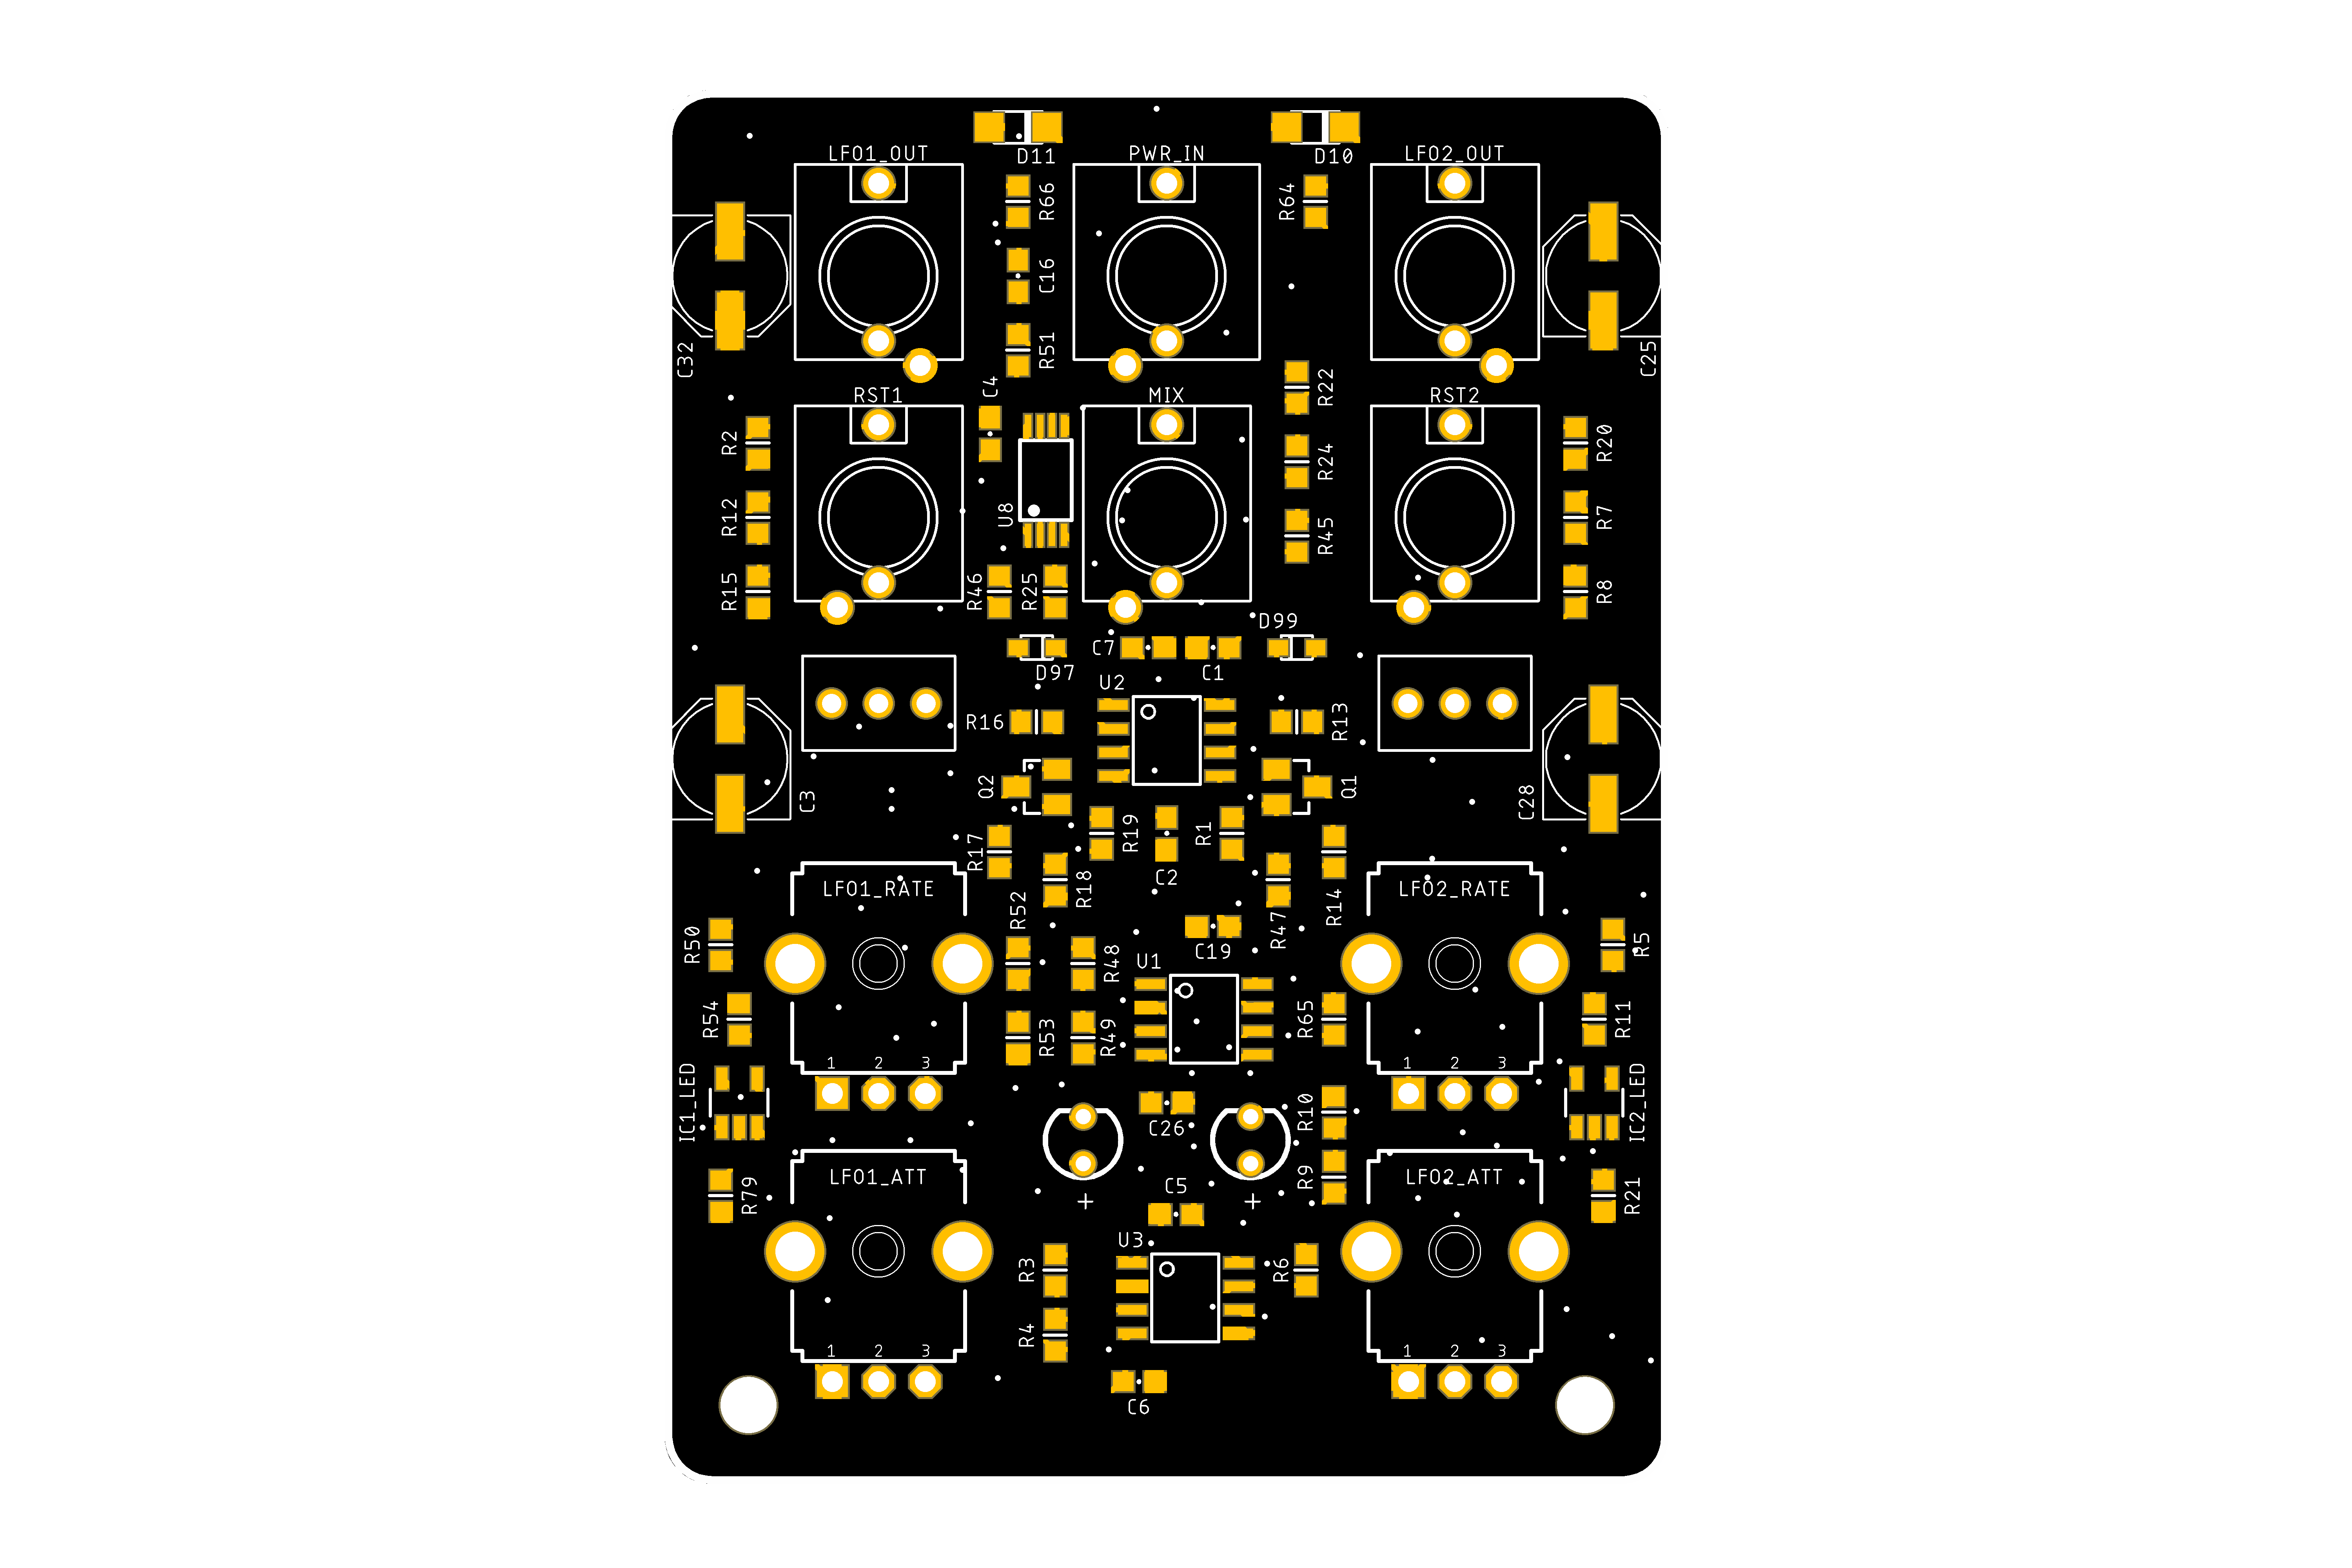 D11
D10
LFO1_OUT
PWR_IN
LFO2_OUT
R66
R64
C16
C32
R51
C25
C4
R22
RST1
MIX
RST2
R2
R24
R20
U8
R12
R45
R7
R15
R46
R25
R8
D99
C7
C1
D97
U2
R16
R13
Q2
Q1
C3
C28
R17
R19
R1
C2
R18
R14
LFO1_RATE
LFO2_RATE
R52
R47
R50
C19
R5
U1
R48
R54
R53
R49
R65
R11
1 2 3
1 2 3
IC1_LED
IC2_LED
C26
R10
LFO1_ATT
LFO2_ATT
R79
C5
R9
R21
+
+
U3
R3
R6
R4
1 2 3
1 2 3
C6